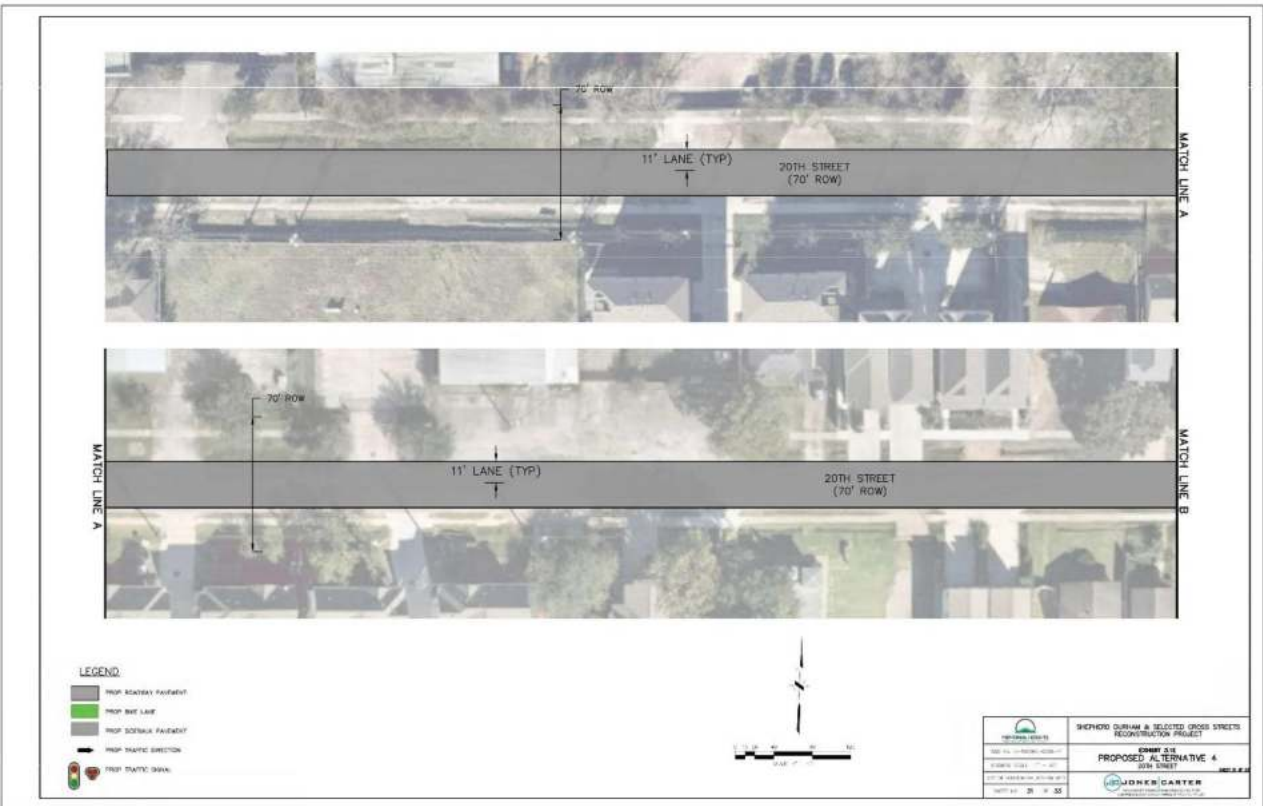 70' ROW
11' LANE (TYP)
20TH STREET
(70' ROW)
MATCH LINE A
70' ROW
MATCH LINE A
11' LANE (TYP)
20TH STREET
(70' ROW)
MATCH LINE B
LEGEND
PROP ROADWAY PAVEMENT
PROP BIKE LANE
PROP SIDEWALK PAVEMENT
PROP TRAFFIC DIRECTION
PROP TRAFFIC SIGNAL
SHEPHERD DURHAM & SELECTED CROSS STREETS
RECONSTRUCTION PROJECT
PROPOSED ALTERNATIVE 4
20TH STREET
JONES|CARTER